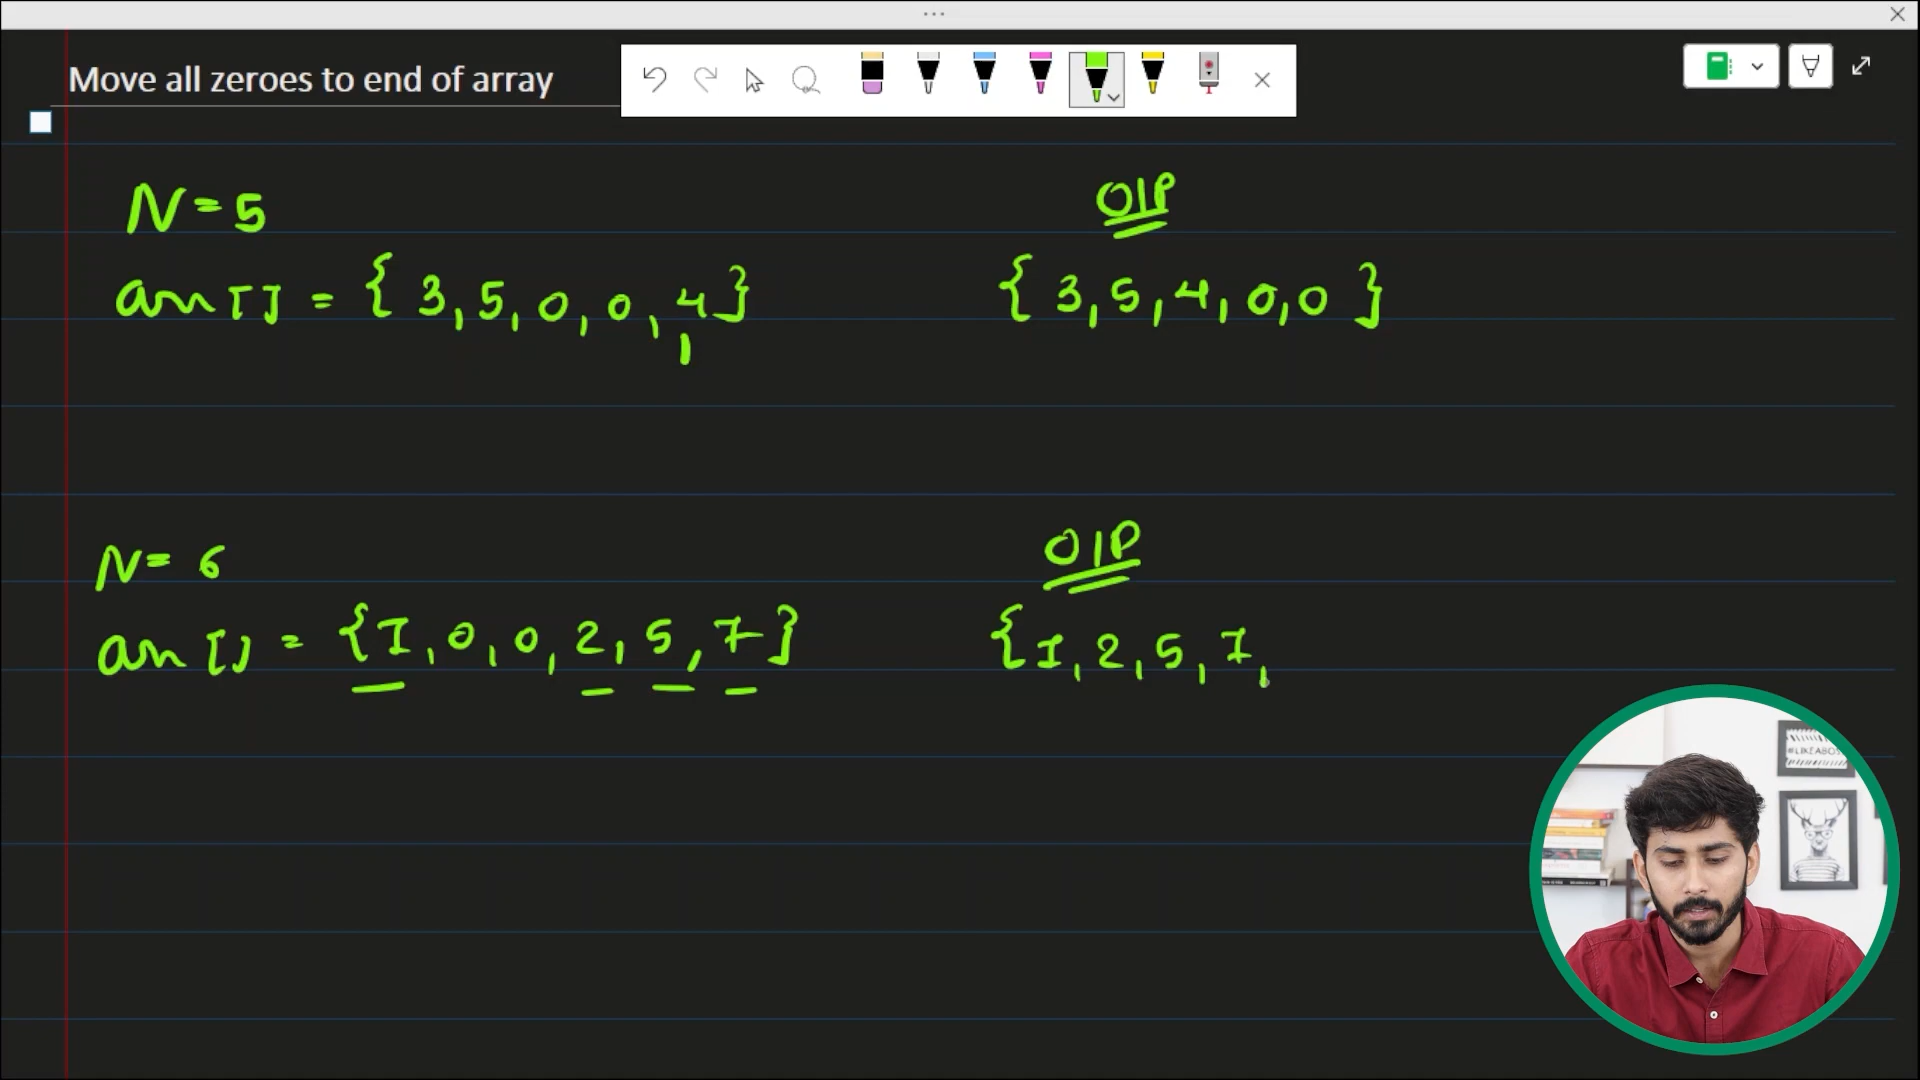 Move all zeroes to end of array
N = 5
O/P
arr [] = { 3, 5, 0, 0, 4 }
{ 3, 5, 4, 0, 0 }
N = 6
O/P
arr [] = { 1, 0, 0, 2, 5, 7 }
{ 1, 2, 5, 7,
#LIKEABOS